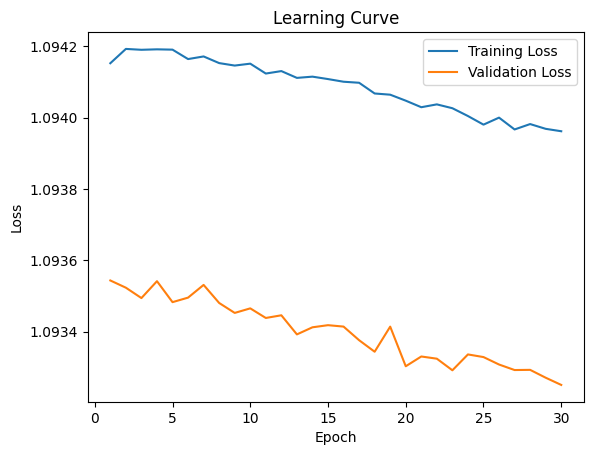 Learning Curve
Training Loss
Validation Loss
1.0942
1.0940
1.0938
1.0936
1.0934
Loss
0 5 10 15 20 25 30
Epoch